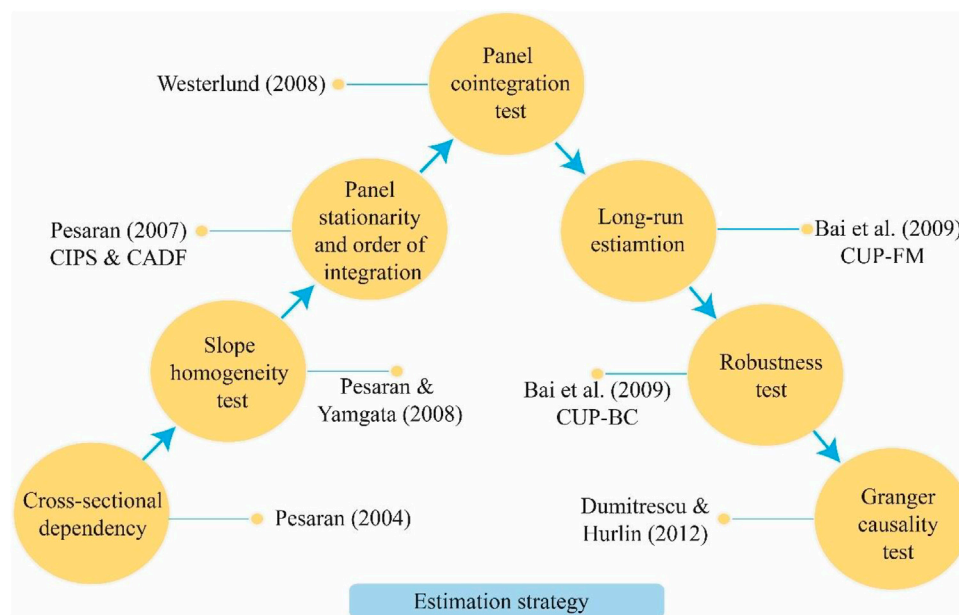 Panel
cointegration
test
Westerlund (2008)
Panel
stationarity
and order of
integration
Pesaran (2007)
CIPS & CADF
Long-run
estiamtion
Bai et al. (2009)
CUP-FM
Slope
homogeneity
test
Pesaran &
Yamgata (2008)
Robustness
test
Bai et al. (2009)
CUP-BC
Cross-sectional
dependency
Pesaran (2004)
Dumitrescu &
Hurlin (2012)
Granger
causality
test
Estimation strategy